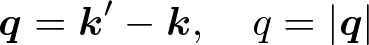 𝒒 = 𝒌′ − 𝒌, q = |𝒒|